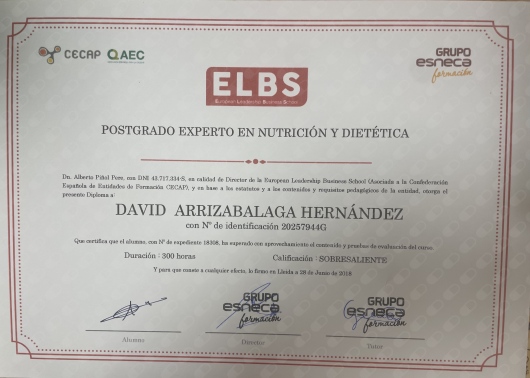 CECAP QAEC
GRUPO
esneca
formación
ELBS
European Leadership Business School
POSTGRADO EXPERTO EN NUTRICIÓN Y DIETÉTICA
Dn. Alberto Piñol Pons, con DNI 43.717.334-S, en calidad de Director de la European Leadership Business School (Asociada a la Confederación
Española de Entidades de Formación CECAP), y en base a los estatutos y a los contenidos y requisitos pedagógicos de la entidad, otorga el
presente Diploma a:
DAVID ARRIZABALAGA HERNÁNDEZ
con Nº de identificación 20257944G
Que certifica que el alumno, con Nº de expediente 18308, ha superado con aprovechamiento el contenido y pruebas de evaluación del curso
Duración : 300 horas
Calificación : SOBRESALIENTE
Y para que conste a cualquier efecto, lo firmo en Lleida a 29 de Junio de 2018
GRUPO
esneca
formación
GRUPO
esneca
formación
Alumno
Director
Tutor